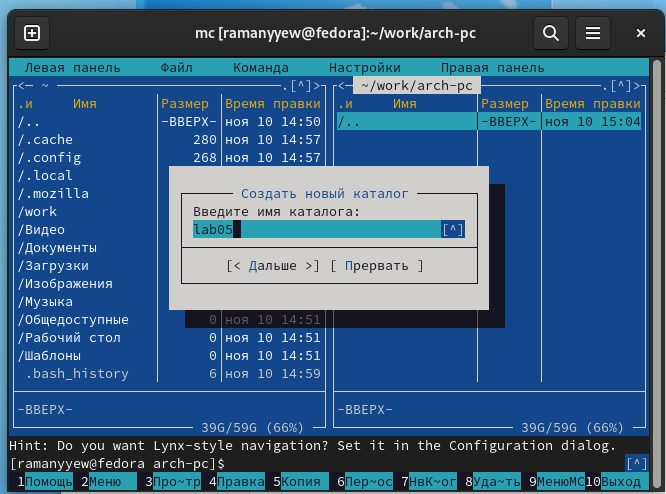 mc [ramanyyew@fedora]:~/work/arch-pc
Левая панель Файл Команда Настройки Правая панель
<─ ~ .[^]> <─ ~/work/arch-pc .[^]>
.и Имя Размер Время правки .и Имя Размер Время правки
/.. -ВВЕРХ- ноя 10 14:50 /.. -ВВЕРХ- ноя 10 15:04
/.cache 280 ноя 10 14:57
/.config 268 ноя 10 14:57
/.local
/.mozilla
/work
/Видео
/Документы
/Загрузки
/Изображения
/Музыка
/Общедоступные 0 ноя 10 14:51
/Рабочий стол 0 ноя 10 14:51
/Шаблоны 0 ноя 10 14:51
.bash_history 6 ноя 10 14:59
Создать новый каталог
Введите имя каталога:
lab05 [^]
[< Дальше >] [ Прервать ]
-ВВЕРХ- -ВВЕРХ-
39G/59G (66%) 39G/59G (66%)
Hint: Do you want Lynx-style navigation? Set it in the Configuration dialog.
[ramanyyew@fedora arch-pc]$ [^]
1Помощь 2Меню 3Про~тр 4Правка 5Копия 6Пер~ос 7НвК~ог 8Уда~ть 9МенюМС 10Выход